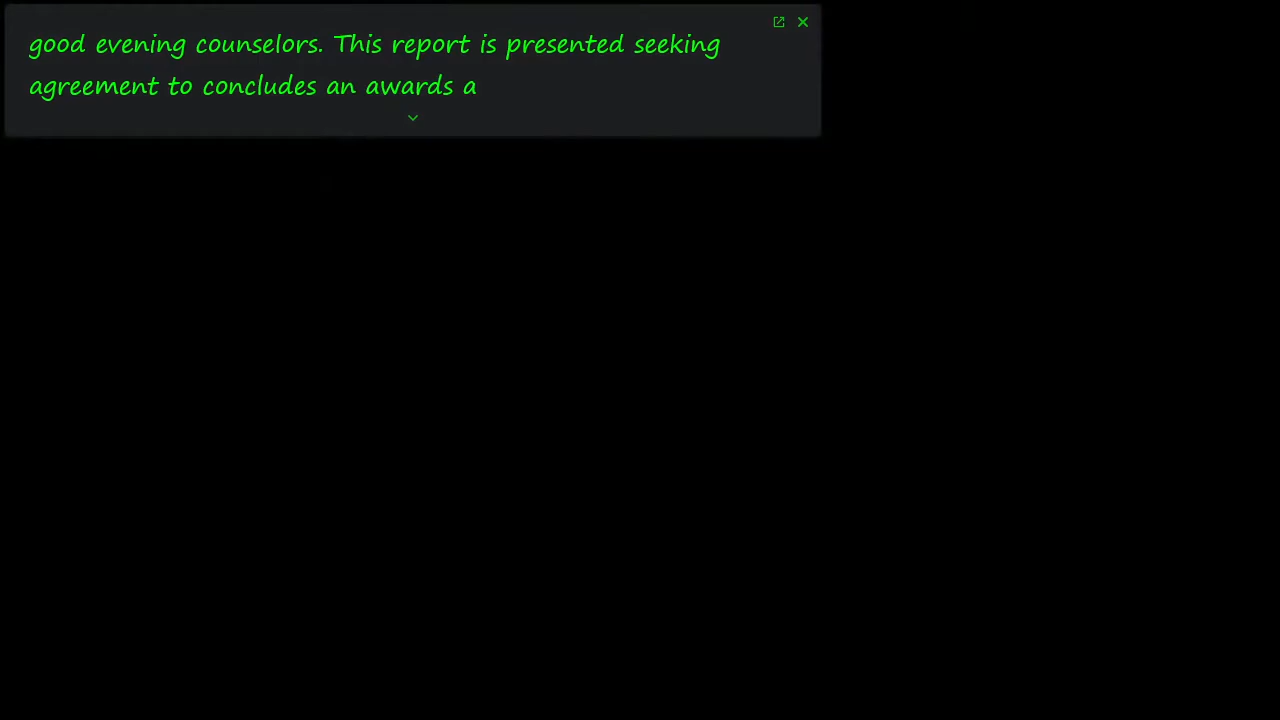 good evening counselors. This report is presented seeking
agreement to concludes an awards a